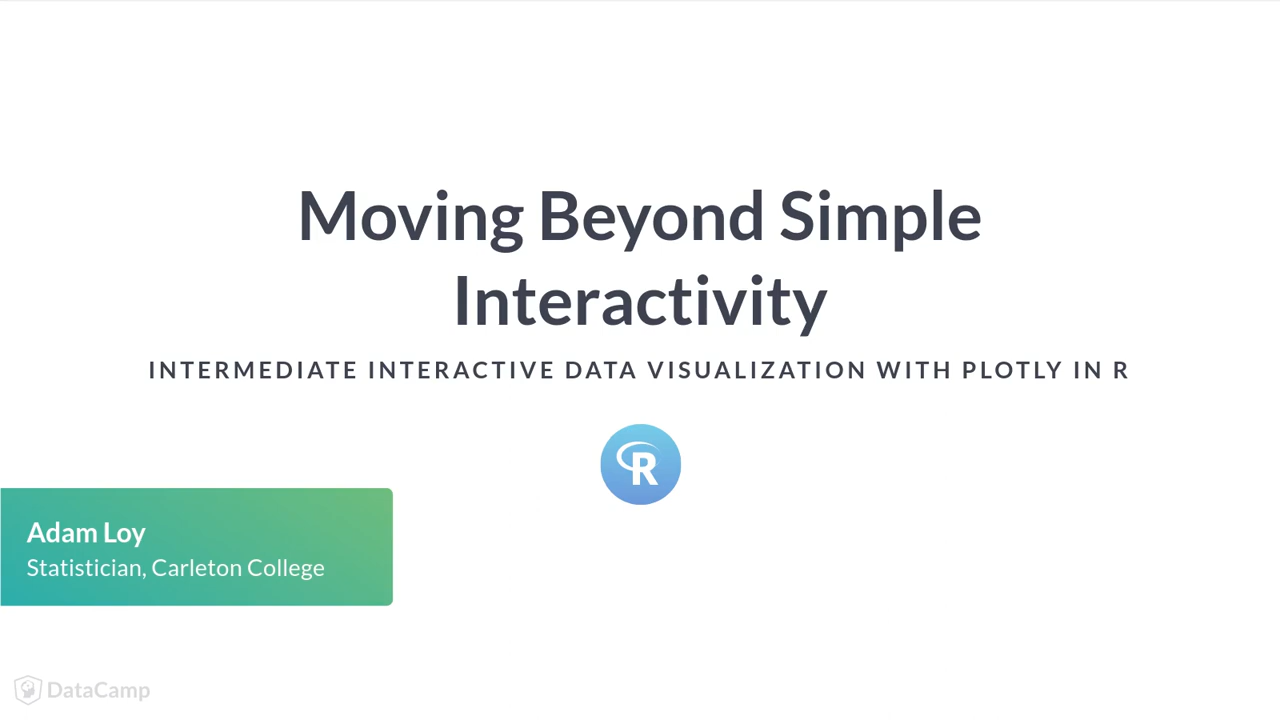 Moving Beyond Simple
Interactivity
INTERMEDIATE INTERACTIVE DATA VISUALIZATION WITH PLOTLY IN R
R
Adam Loy
Statistician, Carleton College
DataCamp